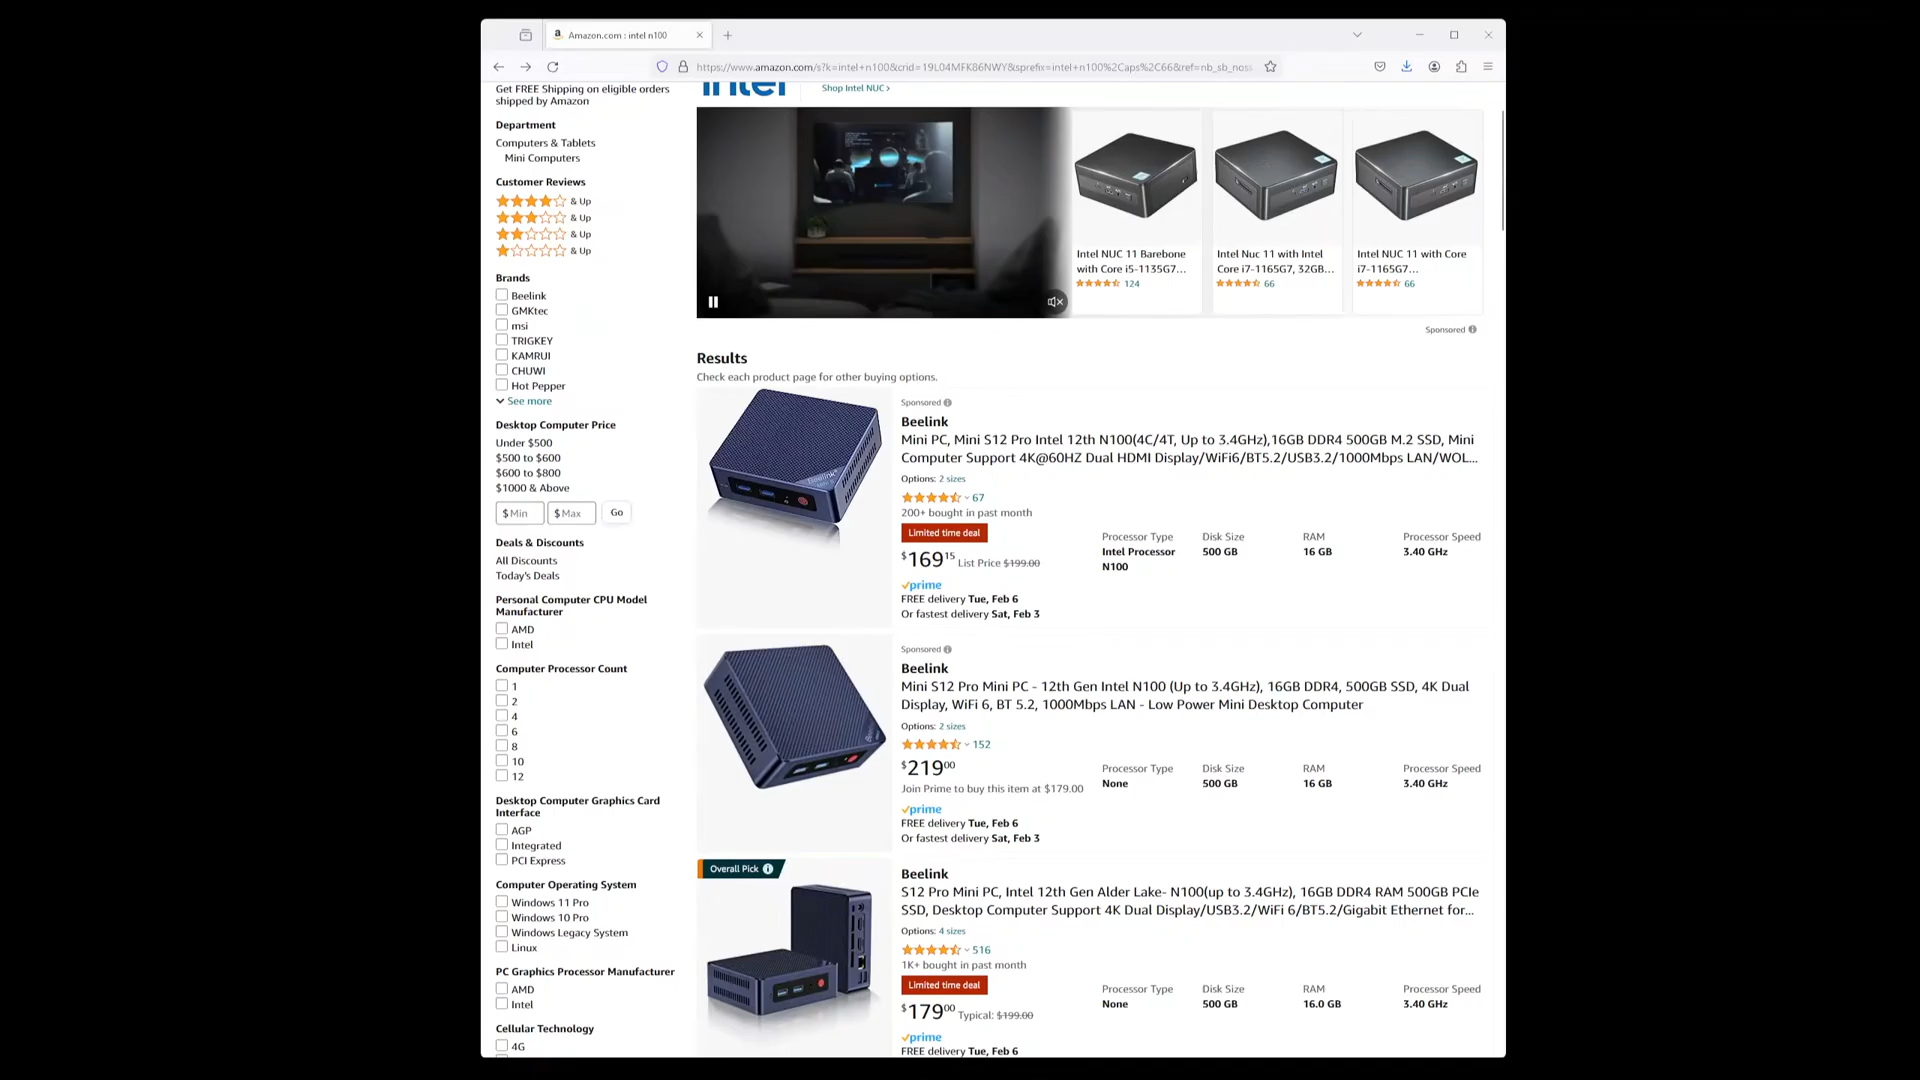 Amazon.com : intel n100
https://www.amazon.com/s?k=intel+n100&crid=19L04MFK86NWY&sprefix=intel+n100%2Caps%2C66&ref=nb_sb_noss
Get FREE Shipping on eligible orders
shipped by Amazon
Department
Computers & Tablets
Mini Computers
Customer Reviews
& Up
& Up
& Up
& Up
Brands
Beelink
GMKtec
msi
TRIGKEY
KAMRUI
CHUWI
Hot Pepper
See more
Desktop Computer Price
Under $500
$500 to $600
$600 to $800
$1000 & Above
$ Min $ Max Go
Deals & Discounts
All Discounts
Today's Deals
Personal Computer CPU Model
Manufacturer
AMD
Intel
Computer Processor Count
1
2
4
6
8
10
12
Desktop Computer Graphics Card
Interface
AGP
Integrated
PCI Express
Computer Operating System
Windows 11 Pro
Windows 10 Pro
Windows Legacy System
Linux
PC Graphics Processor Manufacturer
AMD
Intel
Cellular Technology
4G
intel
Shop Intel NUC ›
Intel NUC 11 Barebone
with Core i5-1135G7...
124
Intel Nuc 11 with Intel
Core i7-1165G7, 32GB...
66
Intel NUC 11 with Core
i7-1165G7...
66
Sponsored
Results
Check each product page for other buying options.
Sponsored
Beelink
Mini PC, Mini S12 Pro Intel 12th N100(4C/4T, Up to 3.4GHz),16GB DDR4 500GB M.2 SSD, Mini
Computer Support 4K@60HZ Dual HDMI Display/WiFi6/BT5.2/USB3.2/1000Mbps LAN/WOL...
Options: 2 sizes
67
200+ bought in past month
Limited time deal
$16915 List Price $199.00
prime
FREE delivery Tue, Feb 6
Or fastest delivery Sat, Feb 3
Processor Type Disk Size RAM Processor Speed
Intel Processor 500 GB 16 GB 3.40 GHz
N100
Sponsored
Beelink
Mini S12 Pro Mini PC - 12th Gen Intel N100 (Up to 3.4GHz), 16GB DDR4, 500GB SSD, 4K Dual
Display, WiFi 6, BT 5.2, 1000Mbps LAN - Low Power Mini Desktop Computer
Options: 2 sizes
152
$21900
Join Prime to buy this item at $179.00
prime
FREE delivery Tue, Feb 6
Or fastest delivery Sat, Feb 3
Processor Type Disk Size RAM Processor Speed
None 500 GB 16 GB 3.40 GHz
Overall Pick
Beelink
S12 Pro Mini PC, Intel 12th Gen Alder Lake- N100(up to 3.4GHz), 16GB DDR4 RAM 500GB PCIe
SSD, Desktop Computer Support 4K Dual Display/USB3.2/WiFi 6/BT5.2/Gigabit Ethernet for...
Options: 4 sizes
516
1K+ bought in past month
Limited time deal
$17900 Typical: $199.00
prime
FREE delivery Tue, Feb 6
Processor Type Disk Size RAM Processor Speed
None 500 GB 16.0 GB 3.40 GHz